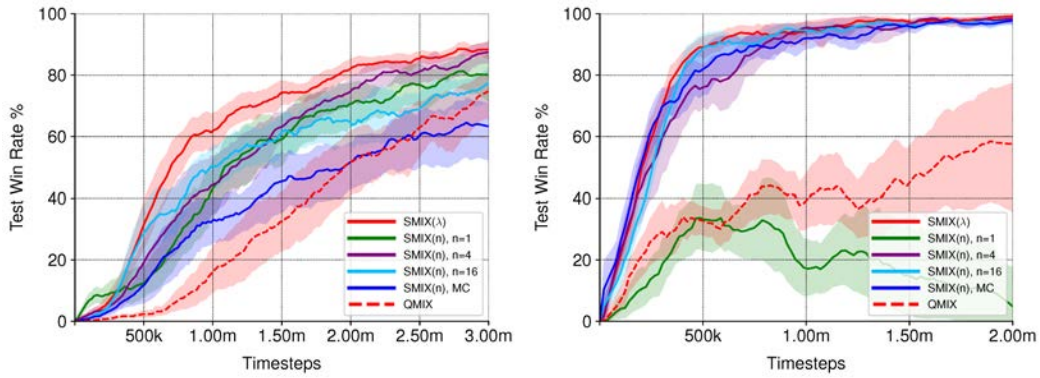 100
80
60
40
20
0
Test Win Rate %
500k 1.00m 1.50m 2.00m 2.50m 3.00m
Timesteps
SMIX(λ)
SMIX(n), n=1
SMIX(n), n=4
SMIX(n), n=16
SMIX(n), MC
QMIX
100
80
60
40
20
0
Test Win Rate %
500k 1.00m 1.50m 2.00m
Timesteps
SMIX(λ)
SMIX(n), n=1
SMIX(n), n=4
SMIX(n), n=16
SMIX(n), MC
QMIX